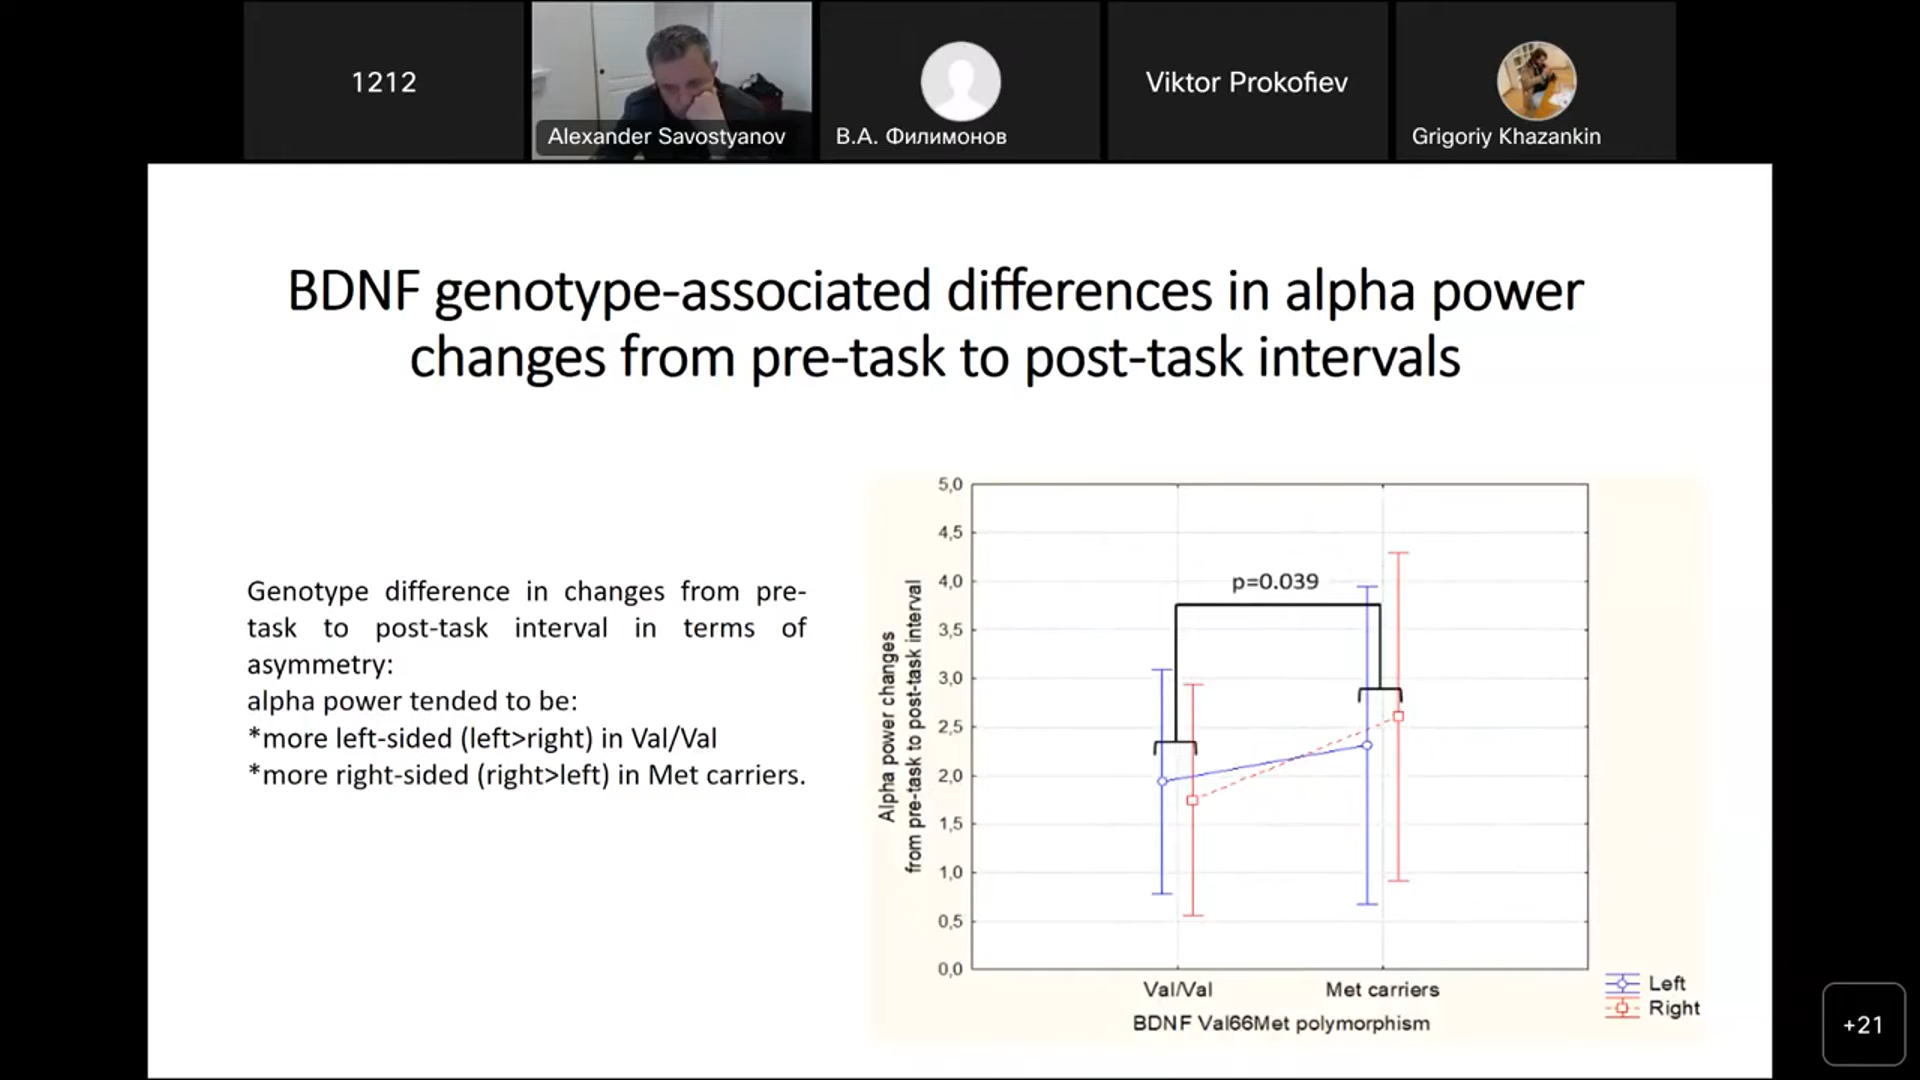 1212
Alexander Savostyanov
В.А. Филимонов
Viktor Prokofiev
Grigoriy Khazankin
BDNF genotype-associated differences in alpha power
changes from pre-task to post-task intervals
Genotype difference in changes from pre-
task to post-task interval in terms of
asymmetry:
alpha power tended to be:
*more left-sided (left>right) in Val/Val
*more right-sided (right>left) in Met carriers.
Alpha power changes
from pre-task to post-task interval
5,0
4,5
4,0
3,5
3,0
2,5
2,0
1,5
1,0
0,5
0,0
p=0.039
Val/Val
Met carriers
BDNF Val66Met polymorphism
Left
Right
+21